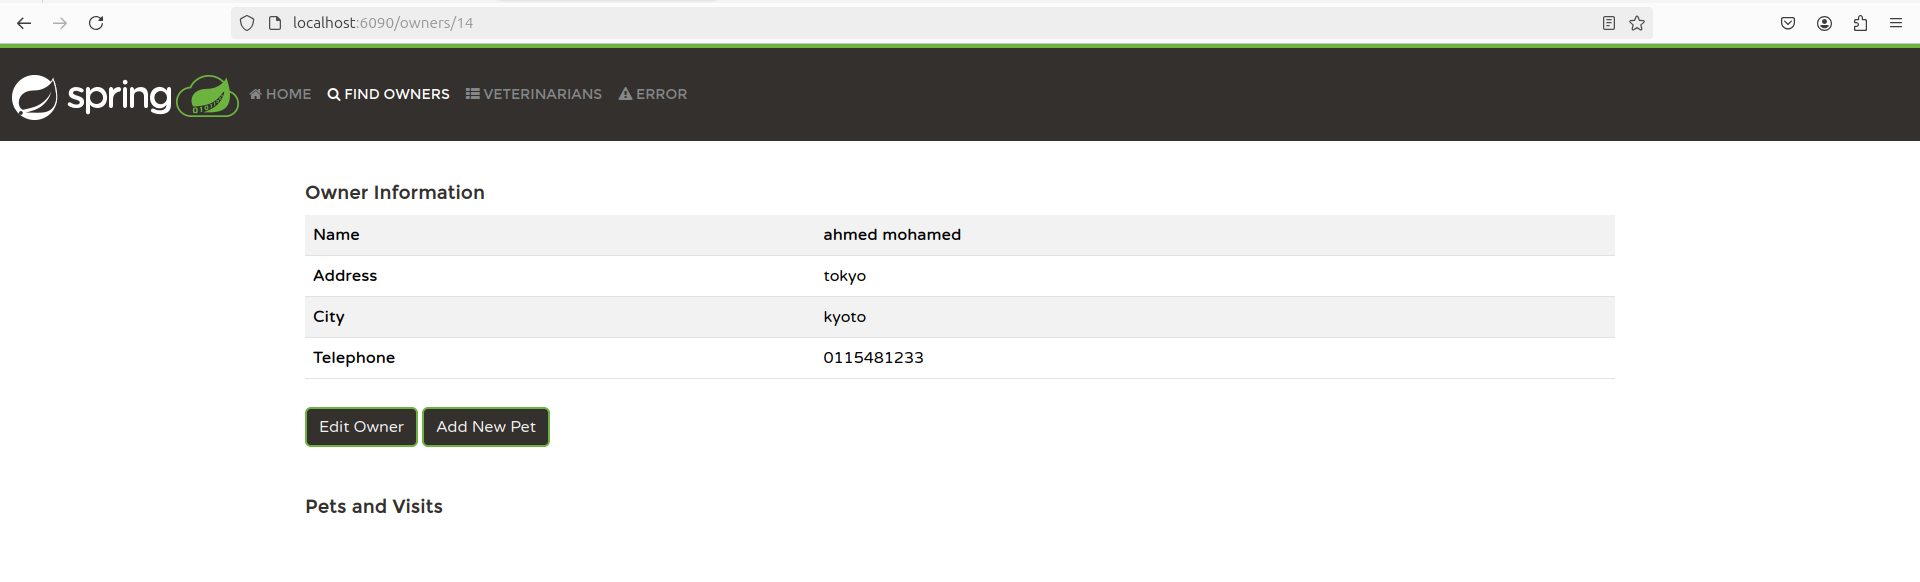 localhost:6090/owners/14
spring HOME FIND OWNERS VETERINARIANS ERROR
Owner Information
Name ahmed mohamed
Address tokyo
City kyoto
Telephone 0115481233
Edit Owner Add New Pet
Pets and Visits